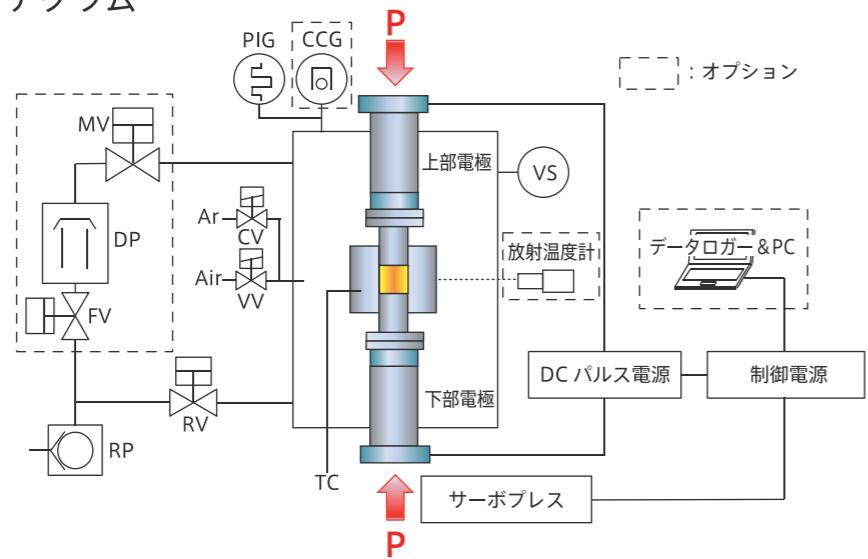 P
PIG
CCG
: オプション
MV
上部電極
VS
Ar
CV
DP
データロガー &PC
放射温度計
Air
VV
FV
DC パルス電源
制御電源
下部電極
RV
RP
TC
サーボプレス
P